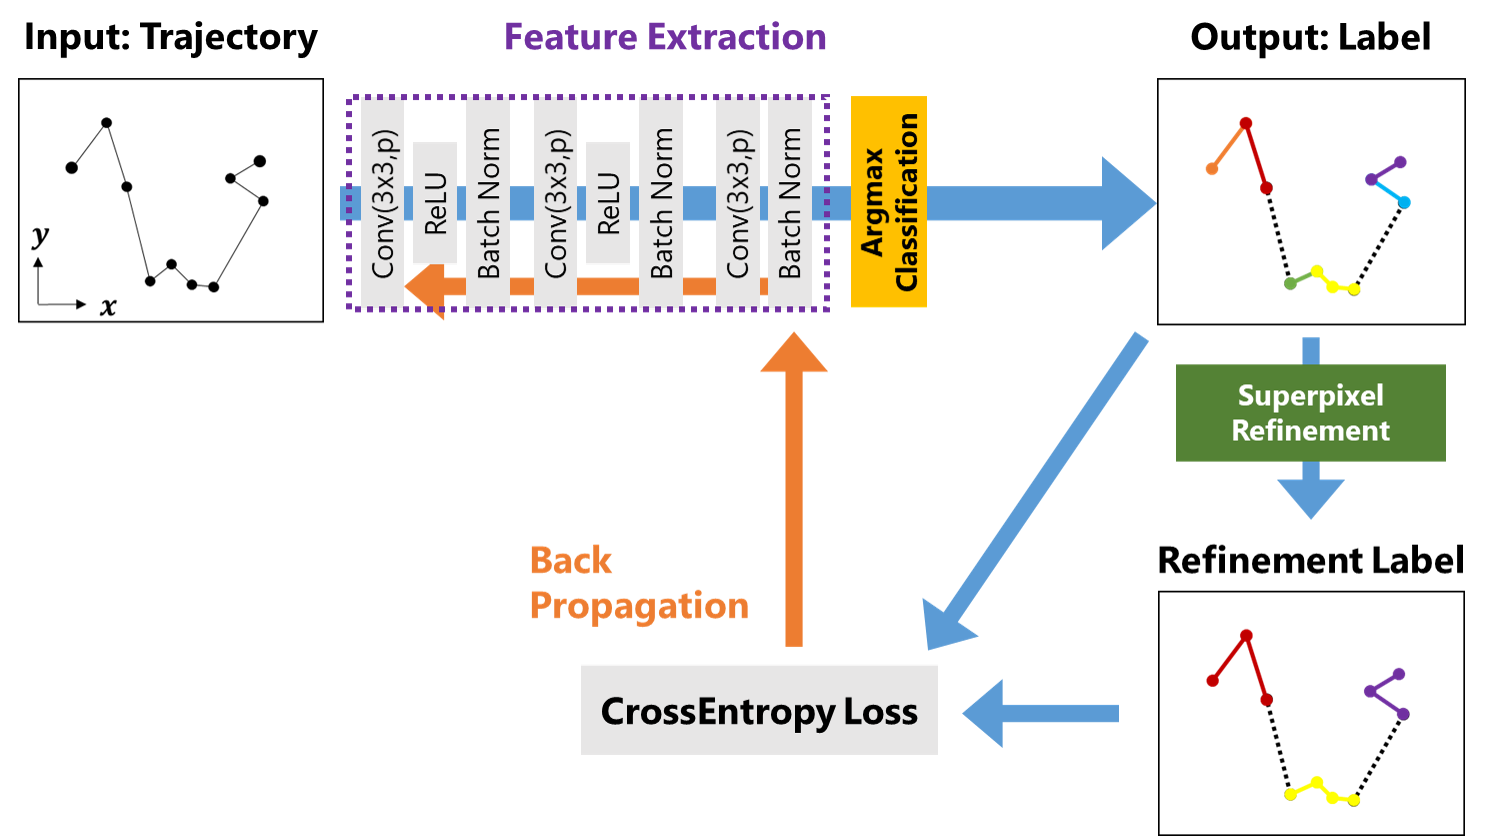 Input: Trajectory
Feature Extraction
Output: Label
y
x
Conv(3x3,p)
ReLU
Batch Norm
Conv(3x3,p)
ReLU
Batch Norm
Conv(3x3,p)
Batch Norm
Argmax
Classification
Superpixel
Refinement
Refinement Label
Back
Propagation
CrossEntropy Loss